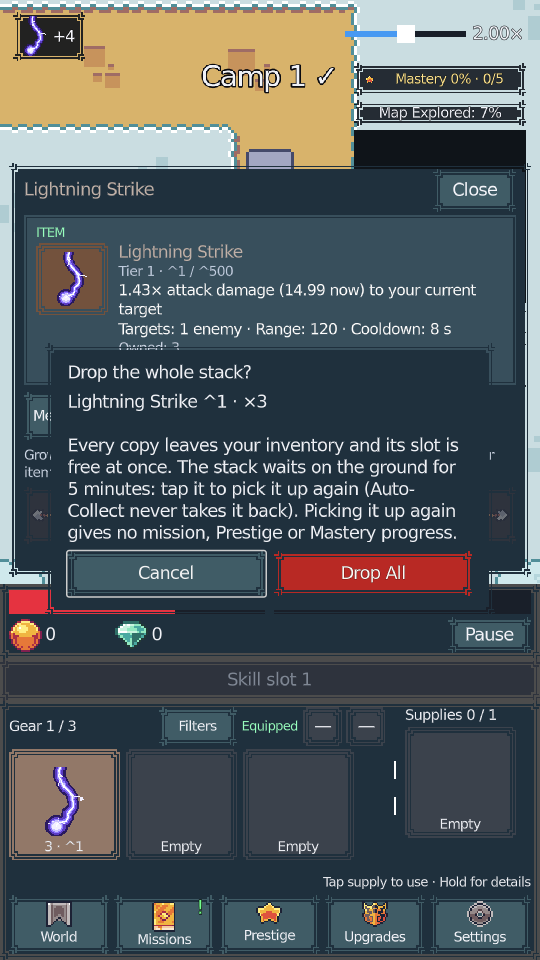 +4
2.00×
Camp 1 ✓
Mastery 0% · 0/5
Map Explored: 7%
Lightning Strike
Close
ITEM
Lightning Strike
Tier 1 · ^1 / ^500
1.43× attack damage (14.99 now) to your current
target
Targets: 1 enemy · Range: 120 · Cooldown: 8 s
Owned: 3
Drop the whole stack?
Lightning Strike ^1 · ×3
Every copy leaves your inventory and its slot is
free at once. The stack waits on the ground for
5 minutes: tap it to pick it up again (Auto-
Collect never takes it back). Picking it up again
gives no mission, Prestige or Mastery progress.
Cancel
Drop All
0
0
Pause
Skill slot 1
Gear 1 / 3
Filters
Equipped
—
—
Supplies 0 / 1
3 · ^1
Empty
Empty
Empty
Tap supply to use · Hold for details
World
Missions
!
Prestige
Upgrades
Settings